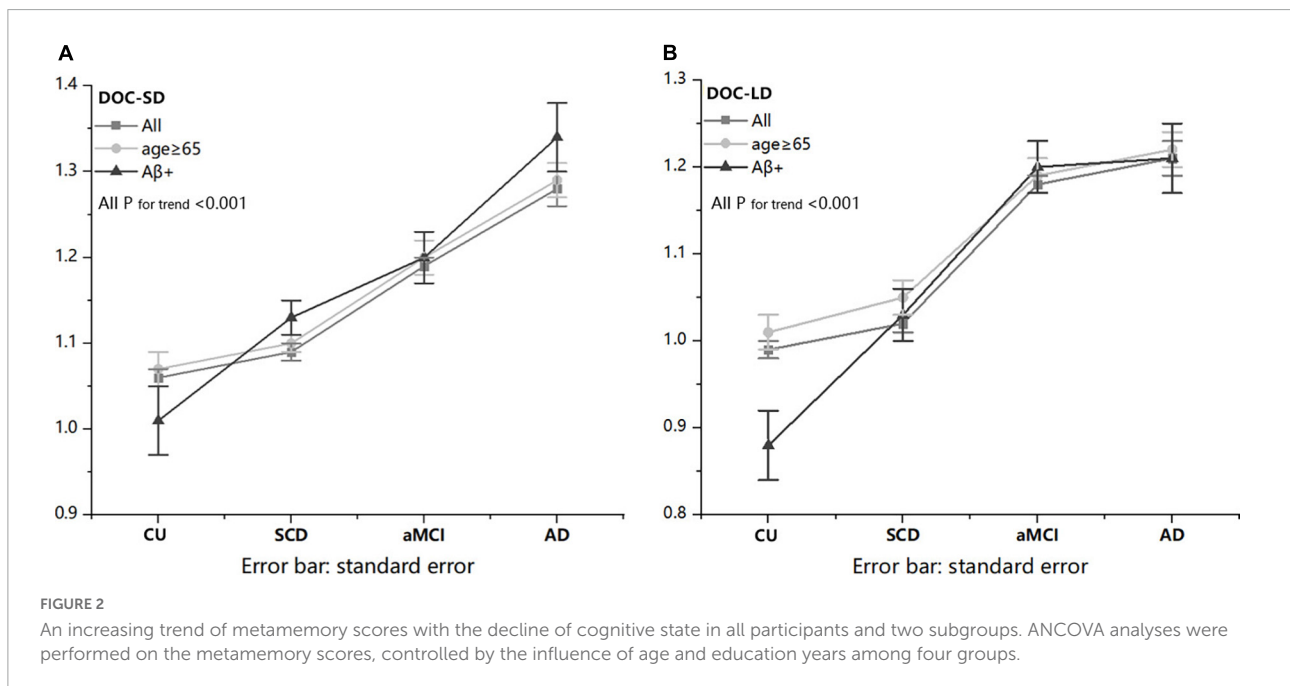 A
1.4
1.3
1.2
1.1
1.0
0.9
DOC-SD
All
age≥65
Aβ+
All P for trend <0.001
CU SCD aMCI AD
Error bar: standard error
B
1.3
1.2
1.1
1.0
0.9
0.8
DOC-LD
All
age≥65
Aβ+
All P for trend <0.001
CU SCD aMCI AD
Error bar: standard error
FIGURE 2
An increasing trend of metamemory scores with the decline of cognitive state in all participants and two subgroups. ANCOVA analyses were
performed on the metamemory scores, controlled by the influence of age and education years among four groups.